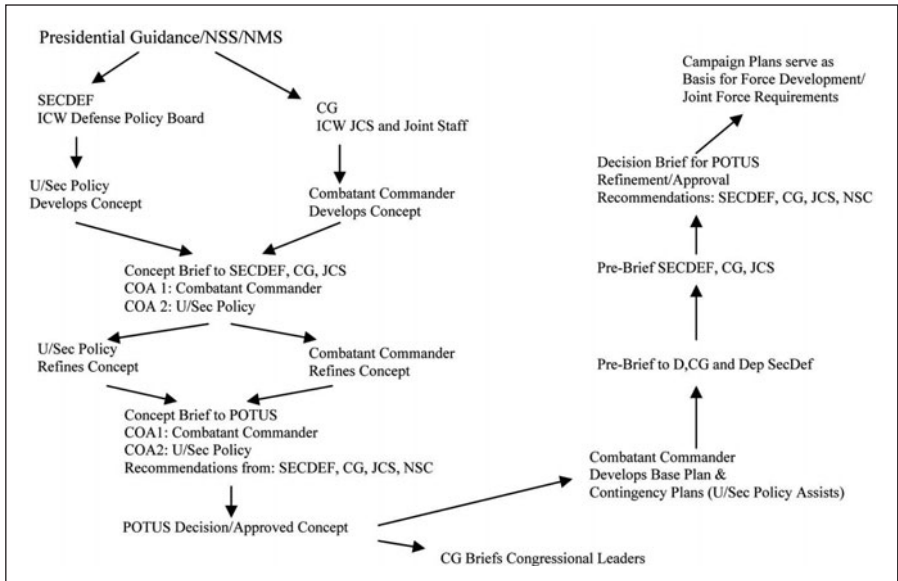 Presidential Guidance/NSS/NMS
SECDEF
ICW Defense Policy Board
CG
ICW JCS and Joint Staff
U/Sec Policy
Develops Concept
Combatant Commander
Develops Concept
Concept Brief to SECDEF, CG, JCS
COA 1: Combatant Commander
COA 2: U/Sec Policy
U/Sec Policy
Refines Concept
Combatant Commander
Refines Concept
Concept Brief to POTUS
COA1: Combatant Commander
COA2: U/Sec Policy
Recommendations from: SECDEF, CG, JCS, NSC
POTUS Decision/Approved Concept
CG Briefs Congressional Leaders
Combatant Commander
Develops Base Plan &
Contingency Plans (U/Sec Policy Assists)
Pre-Brief to D,CG and Dep SecDef
Pre-Brief SECDEF, CG, JCS
Decision Brief for POTUS
Refinement/Approval
Recommendations: SECDEF, CG, JCS, NSC
Campaign Plans serve as
Basis for Force Development/
Joint Force Requirements